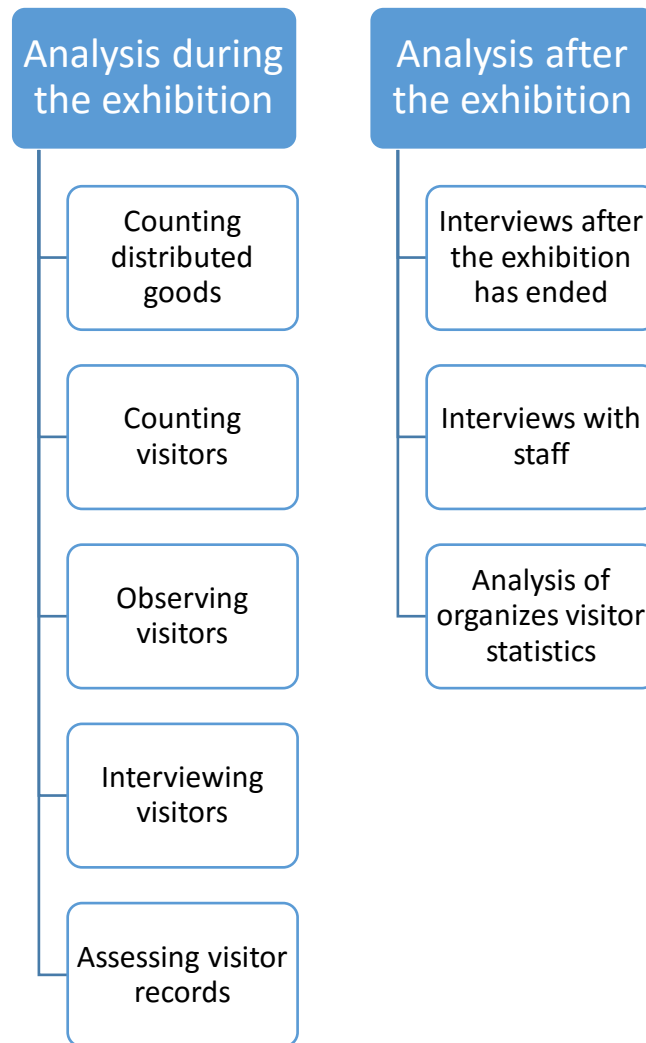 Analysis during
the exhibition
Counting
distributed
goods
Counting
visitors
Observing
visitors
Interviewing
visitors
Assessing visitor
records
Analysis after
the exhibition
Interviews after
the exhibition
has ended
Interviews with
staff
Analysis of
organizes visitor
statistics